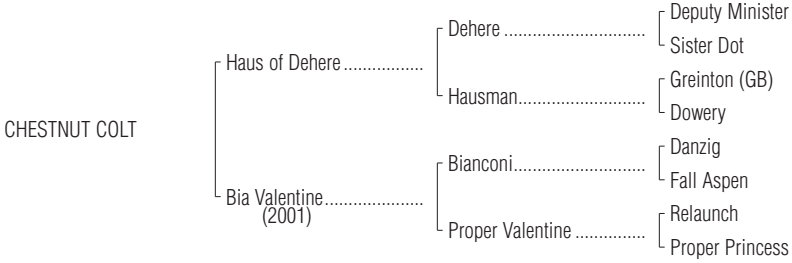 Deputy Minister
Dehere ................................
Sister Dot
Haus of Dehere ..................
Greinton (GB)
Hausman.............................
Dowery
CHESTNUT COLT
Danzig
Bianconi..............................
Fall Aspen
Bia Valentine......................
(2001)
Relaunch
Proper Valentine ................
Proper Princess